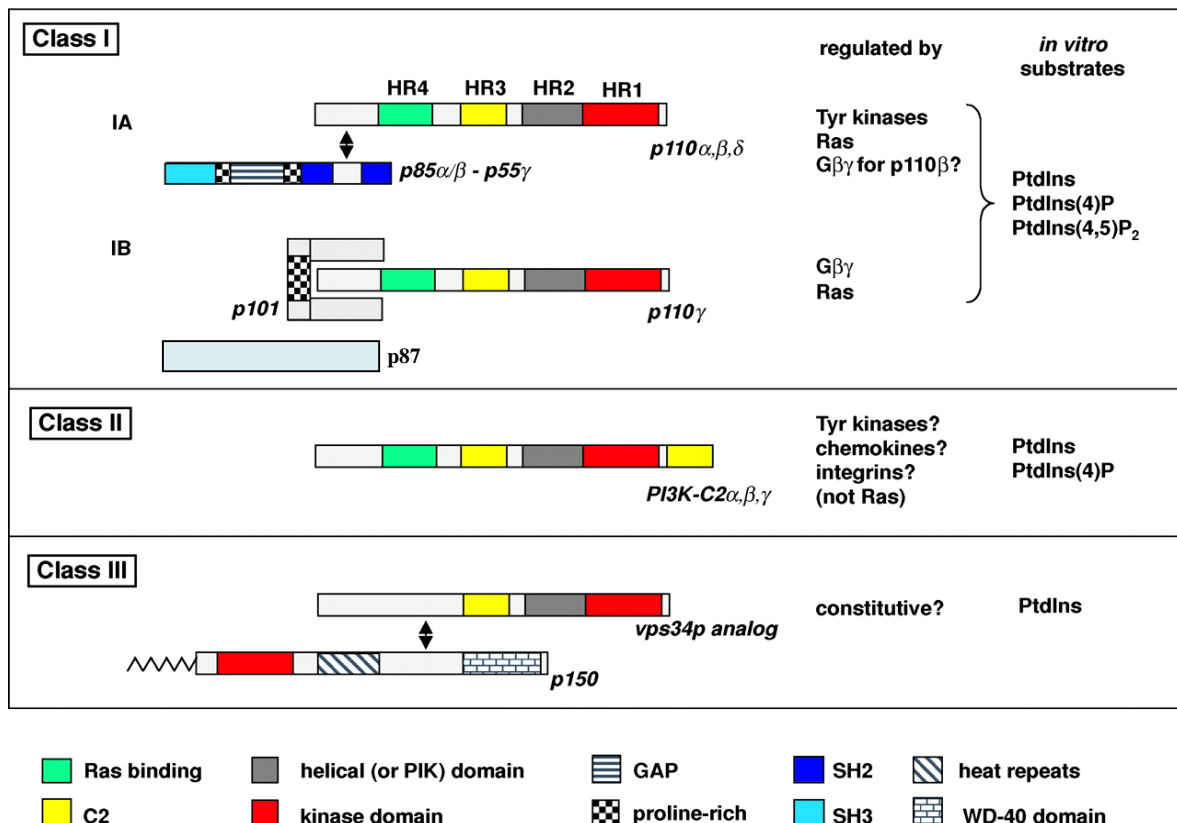 Class I
regulated by
in vitro
substrates
HR4 HR3 HR2 HR1
IA
p110α,β,δ
p85α/β - p55γ
Tyr kinases
Ras
Gβγ for p110β?
PtdIns
PtdIns(4)P
PtdIns(4,5)P₂
IB
p101
p110γ
Gβγ
Ras
p87
Class II
PI3K-C2α,β,γ
Tyr kinases?
chemokines?
integrins?
(not Ras)
PtdIns
PtdIns(4)P
Class III
vps34p analog
p150
constitutive?
PtdIns
Ras binding
helical (or PIK) domain
GAP
SH2
heat repeats
C2
kinase domain
proline-rich
SH3
WD-40 domain